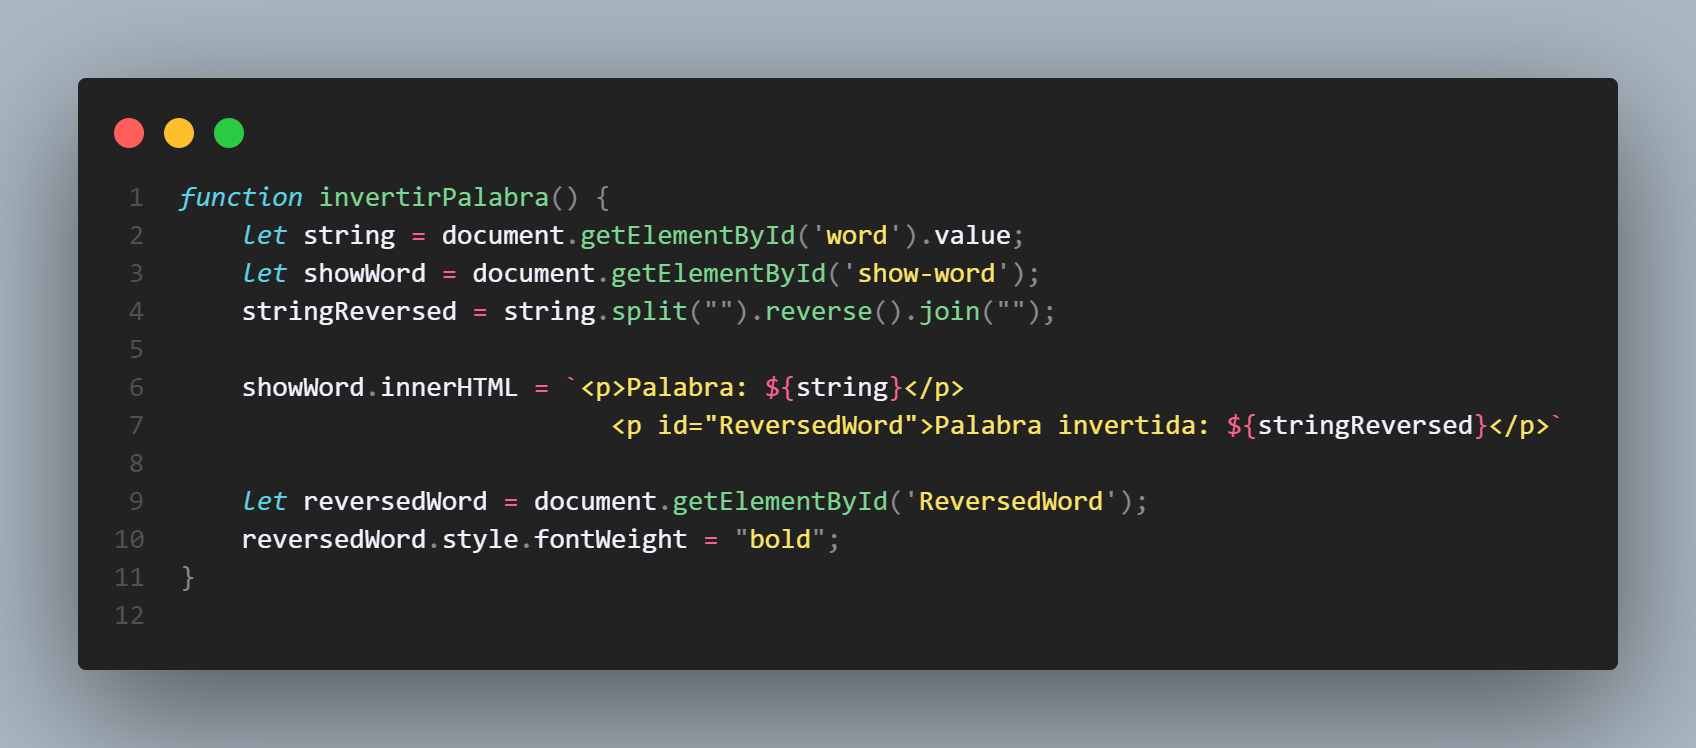 1 function invertirPalabra() {
2 let string = document.getElementById('word').value;
3 let showWord = document.getElementById('show-word');
4 stringReversed = string.split("").reverse().join("");
5
6 showWord.innerHTML = `<p>Palabra: ${string}</p>
7 <p id="ReversedWord">Palabra invertida: ${stringReversed}</p>`
8
9 let reversedWord = document.getElementById('ReversedWord');
10 reversedWord.style.fontWeight = "bold";
11 }
12